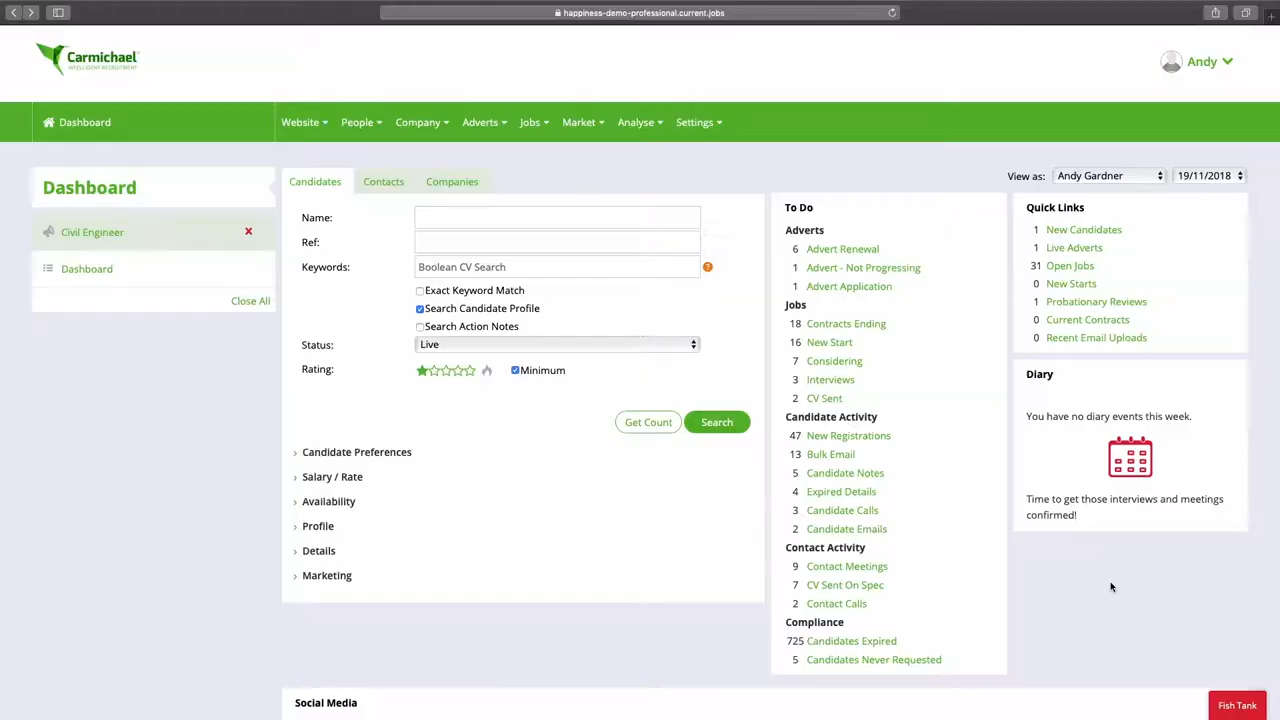 happiness-demo-professional.current.jobs
Carmichael
INTELLIGENT RECRUITMENT
Andy
Dashboard
Website
People
Company
Adverts
Jobs
Market
Analyse
Settings
Dashboard
Civil Engineer
Dashboard
Close All
Candidates
Contacts
Companies
Name:
Ref:
Keywords:
Boolean CV Search
?
Exact Keyword Match
Search Candidate Profile
Search Action Notes
Status:
Live
Rating:
Minimum
Get Count
Search
Candidate Preferences
Salary / Rate
Availability
Profile
Details
Marketing
View as:
Andy Gardner
19/11/2018
To Do
Adverts
6 Advert Renewal
1 Advert - Not Progressing
1 Advert Application
Jobs
18 Contracts Ending
16 New Start
7 Considering
3 Interviews
2 CV Sent
Candidate Activity
47 New Registrations
13 Bulk Email
5 Candidate Notes
4 Expired Details
3 Candidate Calls
2 Candidate Emails
Contact Activity
9 Contact Meetings
7 CV Sent On Spec
2 Contact Calls
Compliance
725 Candidates Expired
5 Candidates Never Requested
Quick Links
1 New Candidates
1 Live Adverts
31 Open Jobs
0 New Starts
1 Probationary Reviews
0 Current Contracts
0 Recent Email Uploads
Diary
You have no diary events this week.
Time to get those interviews and meetings
confirmed!
Social Media
Fish Tank